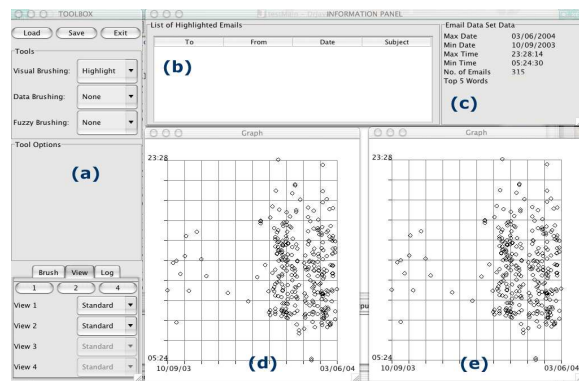 TOOLBOX
Load Save Exit
Tools
Visual Brushing: Highlight
Data Brushing: None
Fuzzy Brushing: None
Tool Options
(a)
Brush View Log
1 2 4
View 1 Standard
View 2 Standard
View 3 Standard
View 4 Standard
INFORMATION PANEL
List of Highlighted Emails
To From Date Subject
(b)
Email Data Set Data
Max Date 03/06/2004
Min Date 10/09/2003
Max Time 23:28:14
Min Time 05:24:30
No. of Emails 315
Top 5 Words
(c)
Graph
23:28
05:24
10/09/03 03/06/04
(d)
Graph
23:28
05:24
10/09/03 03/06/04
(e)